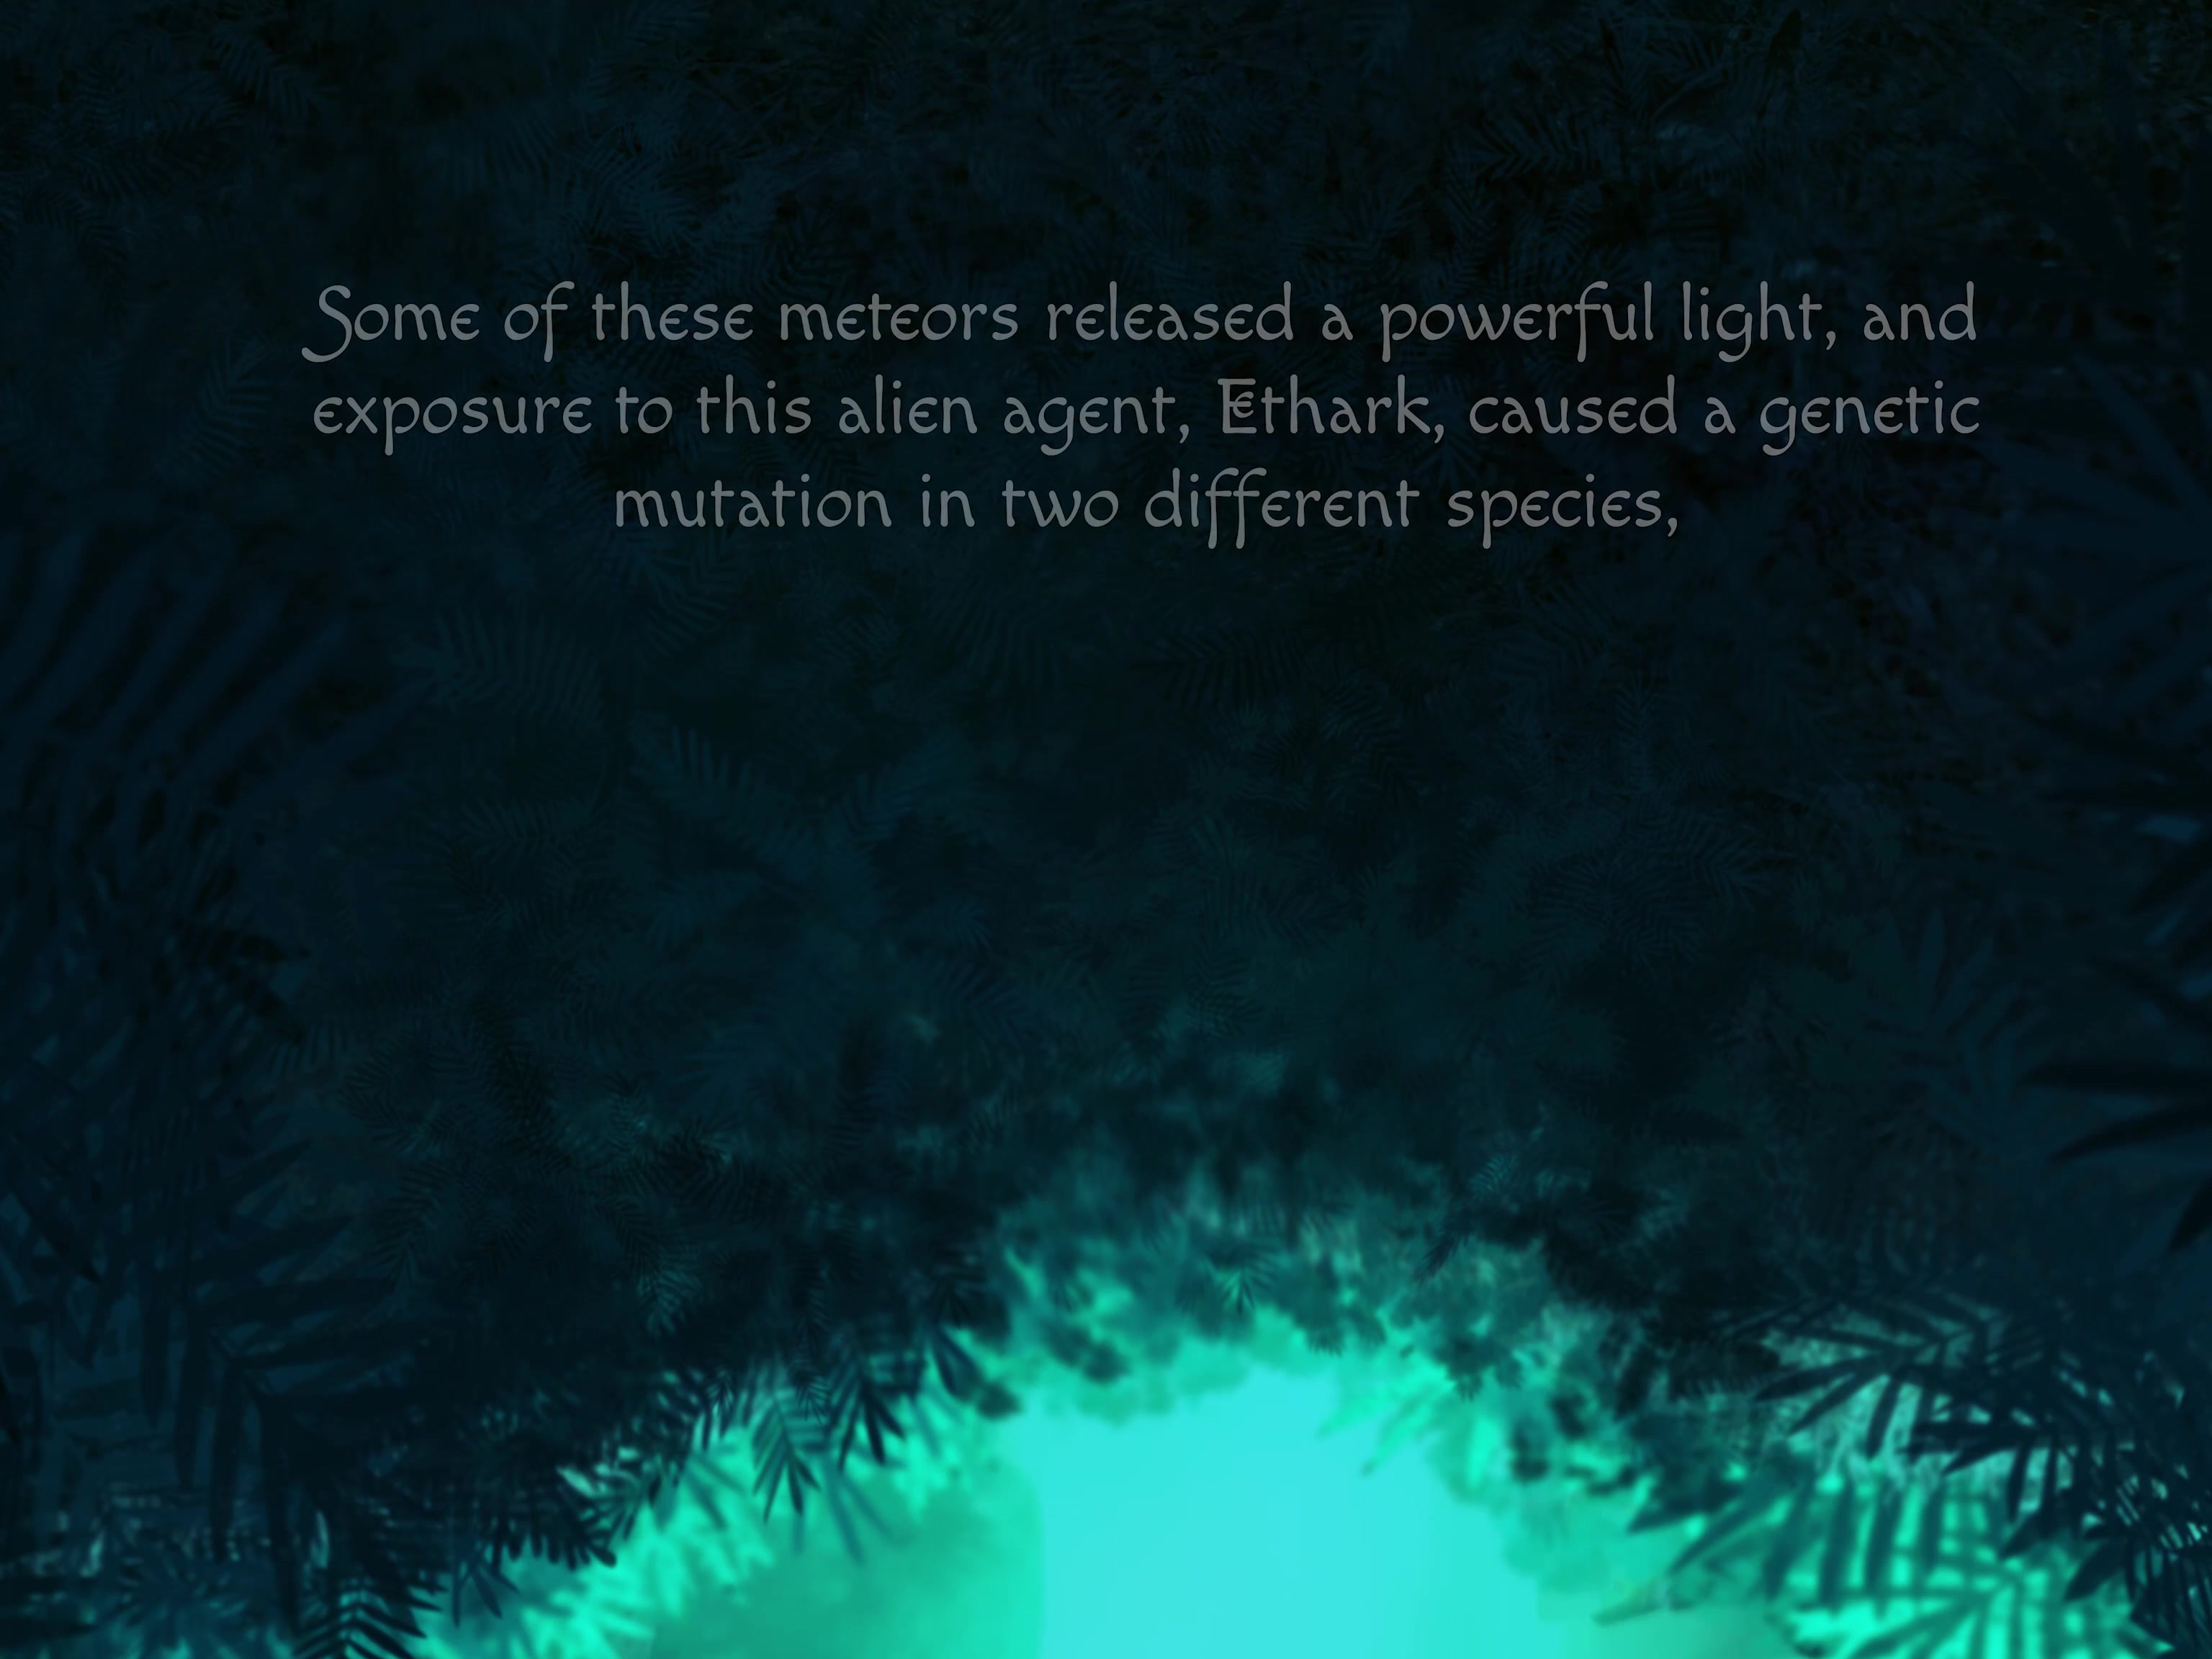 Some of these meteors released a powerful light, and
exposure to this alien agent, Ethark, caused a genetic
mutation in two different species,